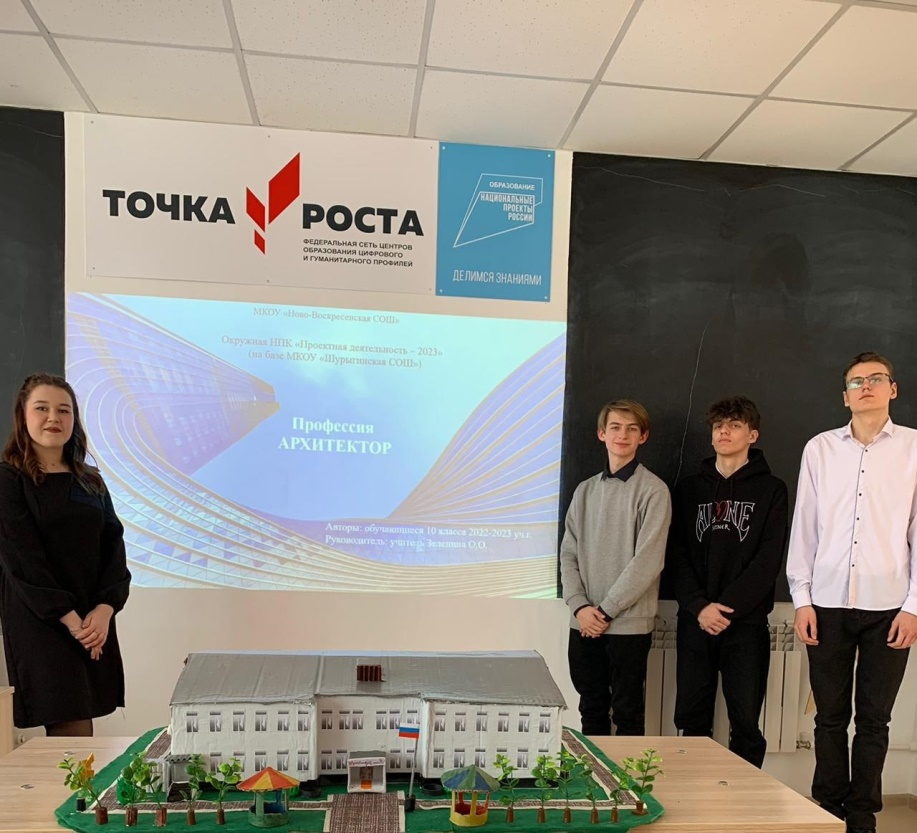 ТОЧКА РОСТА
ФЕДЕРАЛЬНАЯ СЕТЬ ЦЕНТРОВ
ОБРАЗОВАНИЯ ЦИФРОВОГО
И ГУМАНИТАРНОГО ПРОФИЛЕЙ
ОБРАЗОВАНИЕ
НАЦИОНАЛЬНЫЕ
ПРОЕКТЫ
РОССИИ
ДЕЛИМСЯ ЗНАНИЯМИ
МКОУ «Ново-Воскресенская СОШ»
Окружная НПК «Проектная деятельность – 2023»
(на базе МКОУ «Шурыгинская СОШ»)
Профессия
АРХИТЕКТОР
Авторы: обучающиеся 10 класса 2022-2023 уч.г.
Руководитель: учитель Зеленина О.О.
ALONE